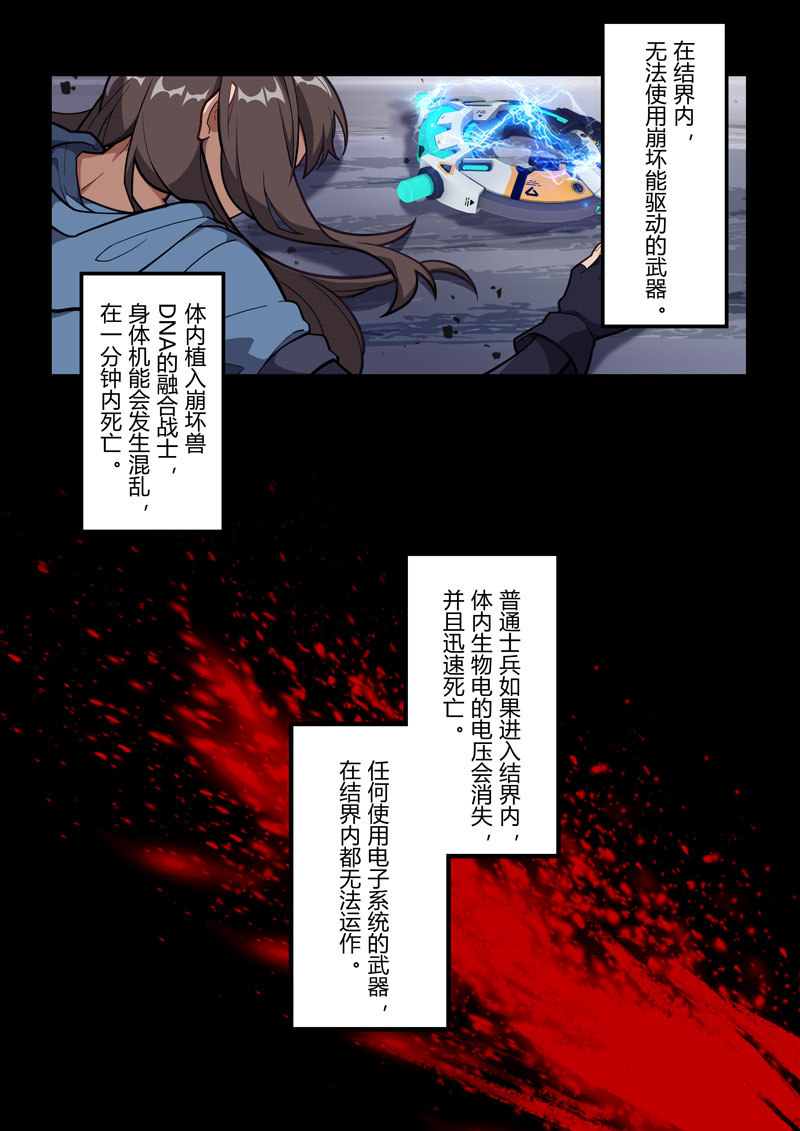 在结界内，
无法使用崩坏能驱动的武器。
体内植入崩坏兽
DNA的融合战士，
身体机能会发生混乱，
在一分钟内死亡。
普通士兵如果进入结界内，
体内生物电的电压会消失，
并且迅速死亡。
任何使用电子系统的武器，
在结界内都无法运作。